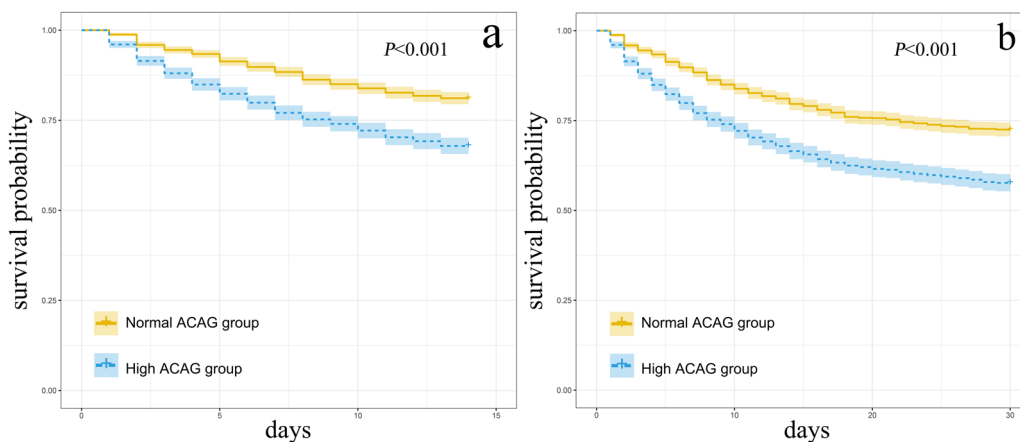 a
P<0.001
survival probability
1.00
0.75
0.50
0.25
0.00
Normal ACAG group
High ACAG group
0
5
10
15
days
b
P<0.001
survival probability
1.00
0.75
0.50
0.25
0.00
Normal ACAG group
High ACAG group
0
10
20
30
days